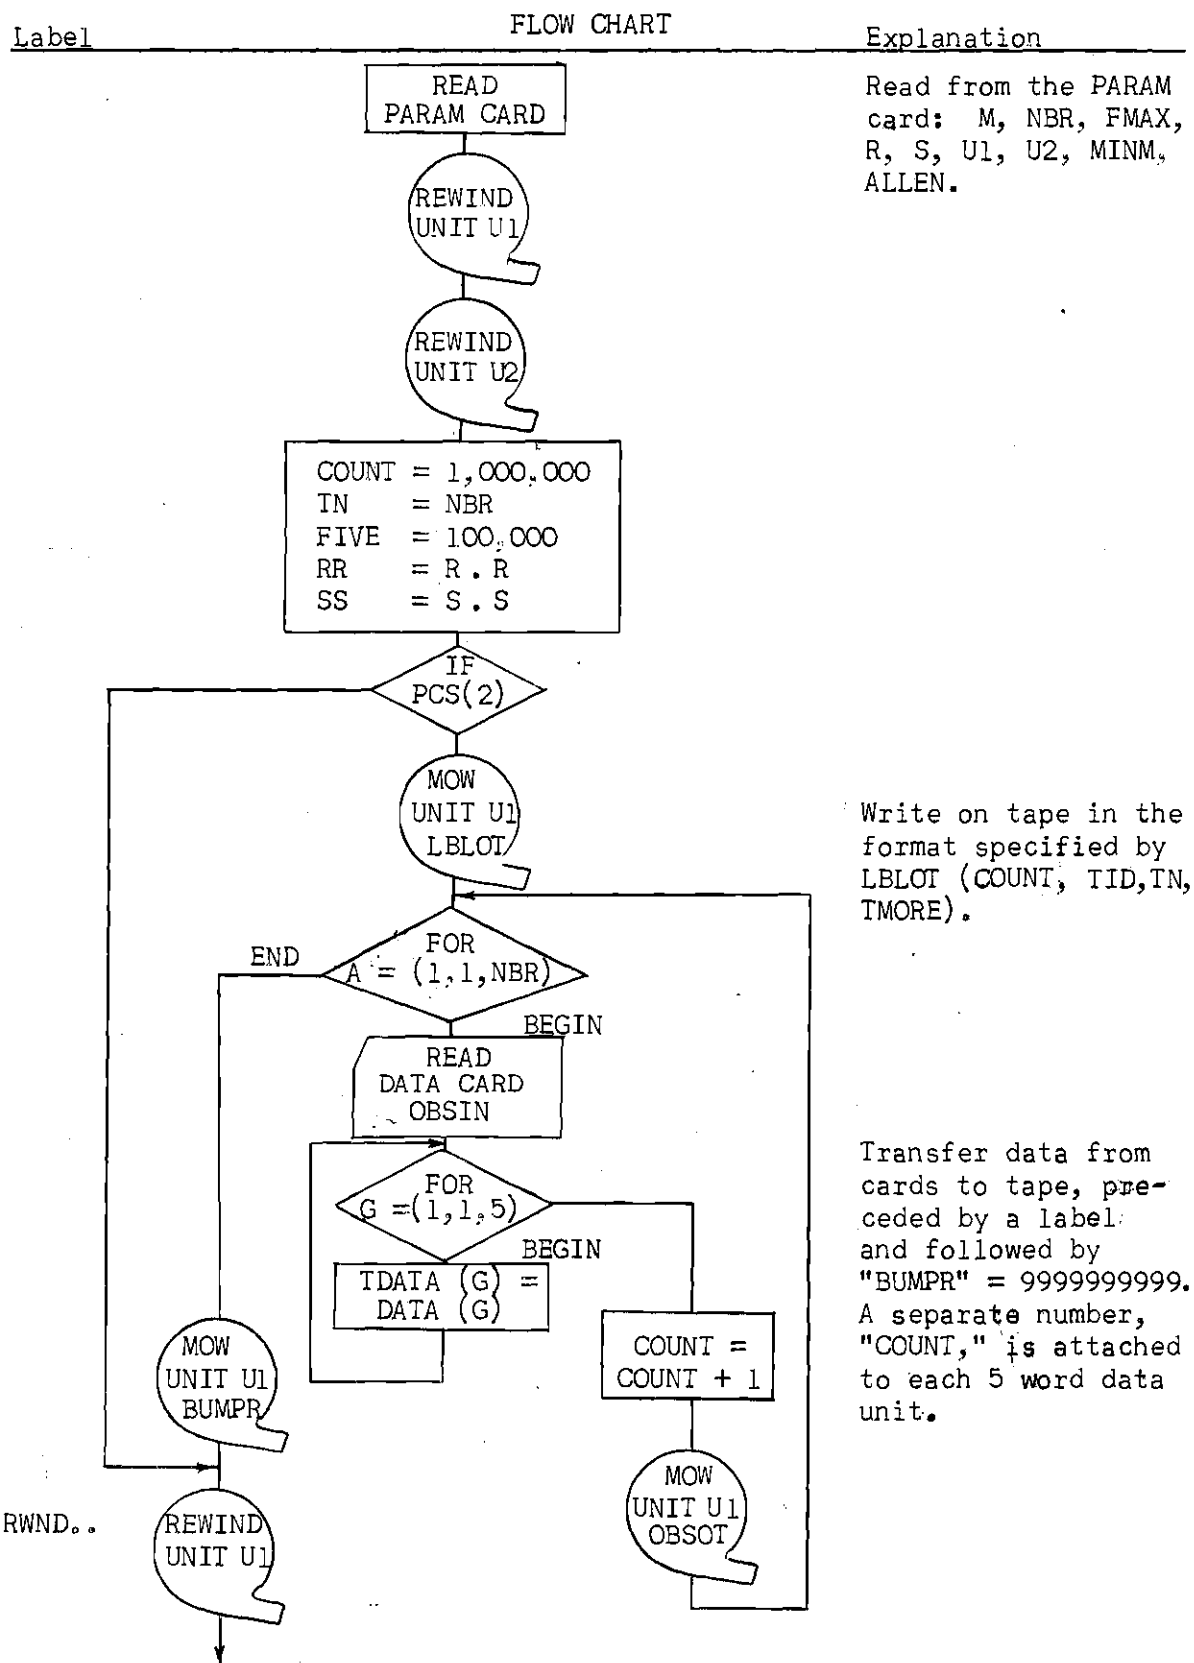 Label
FLOW CHART
Explanation
READ
PARAM CARD
Read from the PARAM
card: M, NBR, FMAX,
R, S, U1, U2, MINM,
ALLEN.
REWIND
UNIT U1
REWIND
UNIT U2
COUNT = 1,000,000
TN = NBR
FIVE = 100,000
RR = R . R
SS = S . S
IF
PCS(2)
MOW
UNIT U1
LBLOT
Write on tape in the
format specified by
LBLOT (COUNT, TID,TN,
TMORE).
FOR
A = (1,1,NBR)
END
BEGIN
READ
DATA CARD
OBSIN
FOR
G =(1,1,5)
BEGIN
TDATA (G) =
DATA (G)
Transfer data from
cards to tape, pre-
ceded by a label
and followed by
"BUMPR" = 9999999999.
A separate number,
"COUNT," is attached
to each 5 word data
unit.
COUNT =
COUNT + 1
MOW
UNIT U1
OBSOT
MOW
UNIT U1
BUMPR
RWND..
REWIND
UNIT U1